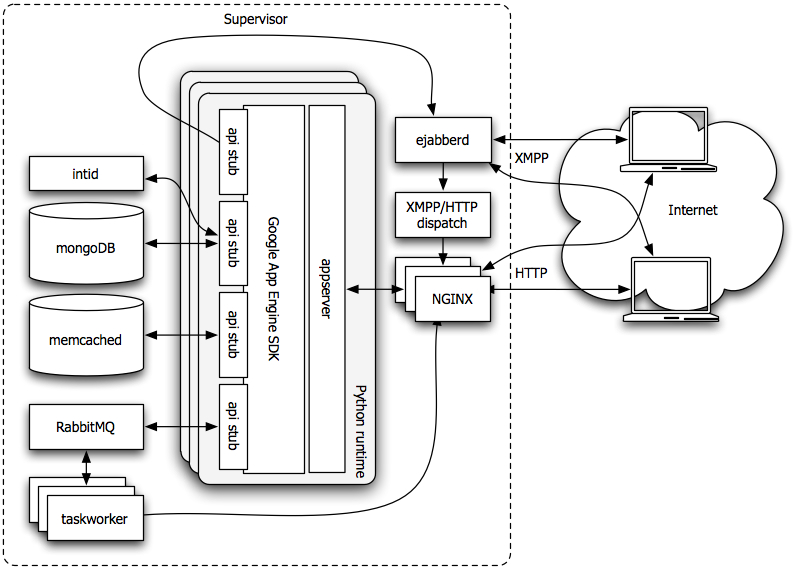 Supervisor
api stub
ejabberd
XMPP
intid
XMPP/HTTP
dispatch
Internet
api stub
Google App Engine SDK
appserver
mongoDB
HTTP
NGINX
api stub
memcached
Python runtime
api stub
RabbitMQ
taskworker